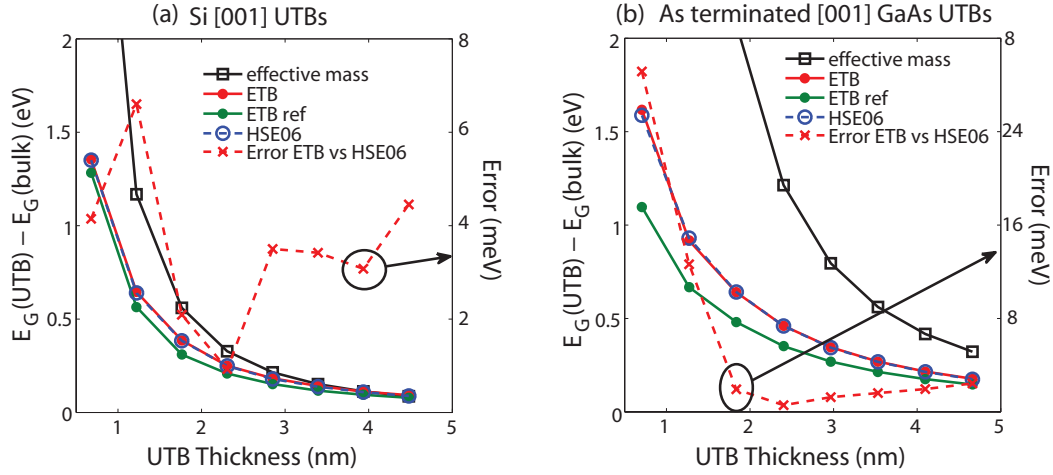 (a) Si [001] UTBs
2
1.5
1
0.5
0
E_G(UTB) − E_G(bulk) (eV)
effective mass
ETB
ETB ref
HSE06
Error ETB vs HSE06
8
6
4
2
Error (meV)
1 2 3 4 5
UTB Thickness (nm)
(b) As terminated [001] GaAs UTBs
2
1.5
1
0.5
0
E_G(UTB) − E_G(bulk) (eV)
effective mass
ETB
ETB ref
HSE06
Error ETB vs HSE06
8
24
16
8
Error (meV)
1 2 3 4 5
UTB Thickness (nm)